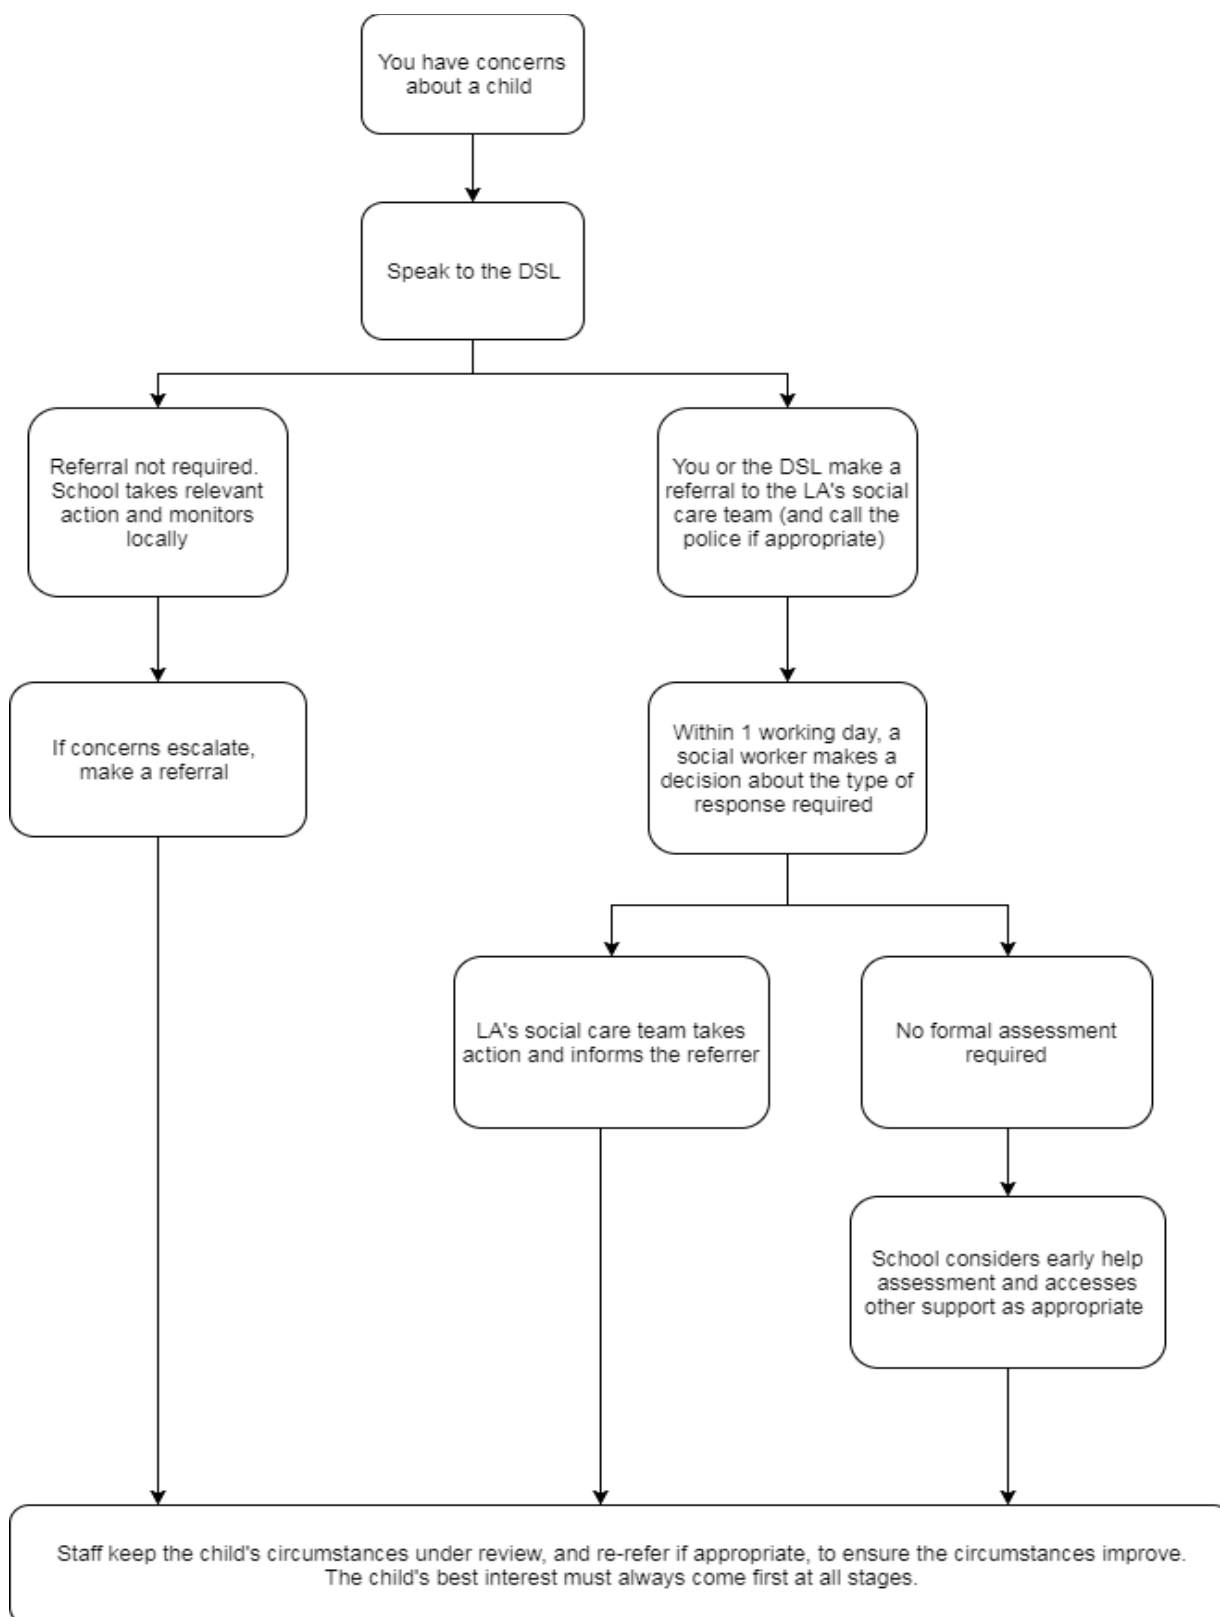 You have concerns
about a child
Speak to the DSL
Referral not required.
School takes relevant
action and monitors
locally
You or the DSL make a
referral to the LA's social
care team (and call the
police if appropriate)
If concerns escalate,
make a referral
Within 1 working day, a
social worker makes a
decision about the type of
response required
LA's social care team takes
action and informs the referrer
No formal assessment
required
School considers early help
assessment and accesses
other support as appropriate
Staff keep the child's circumstances under review, and re-refer if appropriate, to ensure the circumstances improve.
The child's best interest must always come first at all stages.